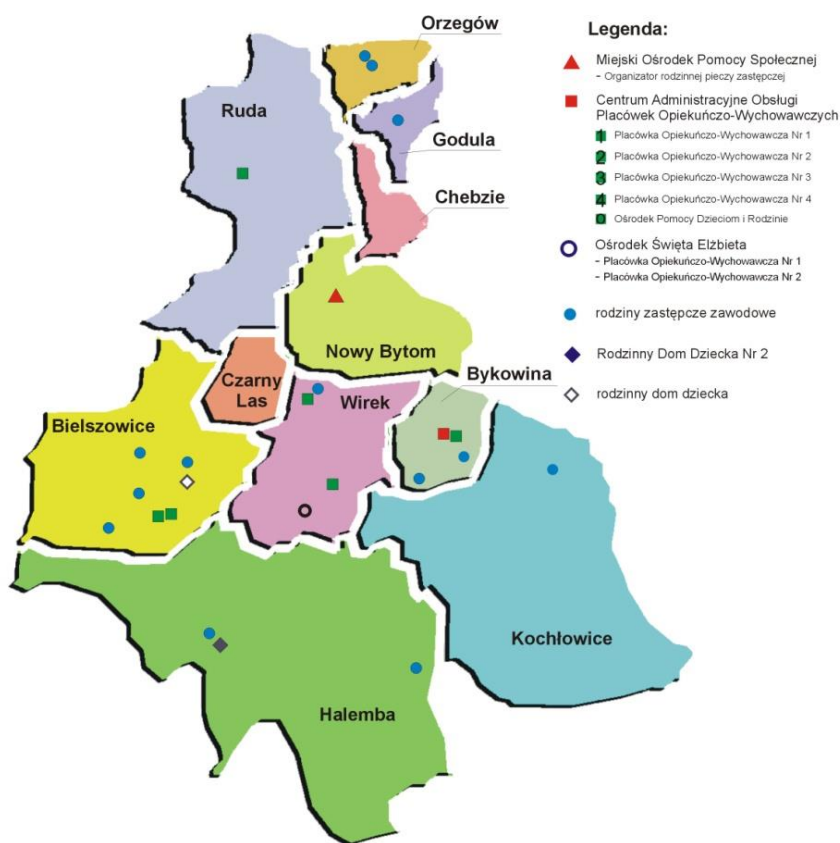 Orzegów
Ruda
Godula
Chebzie
Nowy Bytom
Czarny
Las
Wirek
Bykowina
Bielszowice
Kochłowice
Halemba
Legenda:
Miejski Ośrodek Pomocy Społecznej
- Organizator rodzinnej pieczy zastępczej
Centrum Administracyjne Obsługi
Placówek Opiekuńczo-Wychowawczych
1 Placówka Opiekuńczo-Wychowawcza Nr 1
2 Placówka Opiekuńczo-Wychowawcza Nr 2
3 Placówka Opiekuńczo-Wychowawcza Nr 3
4 Placówka Opiekuńczo-Wychowawcza Nr 4
Ośrodek Pomocy Dzieciom i Rodzinie
Ośrodek Święta Elżbieta
- Placówka Opiekuńczo-Wychowawcza Nr 1
- Placówka Opiekuńczo-Wychowawcza Nr 2
rodziny zastępcze zawodowe
Rodzinny Dom Dziecka Nr 2
rodzinny dom dziecka